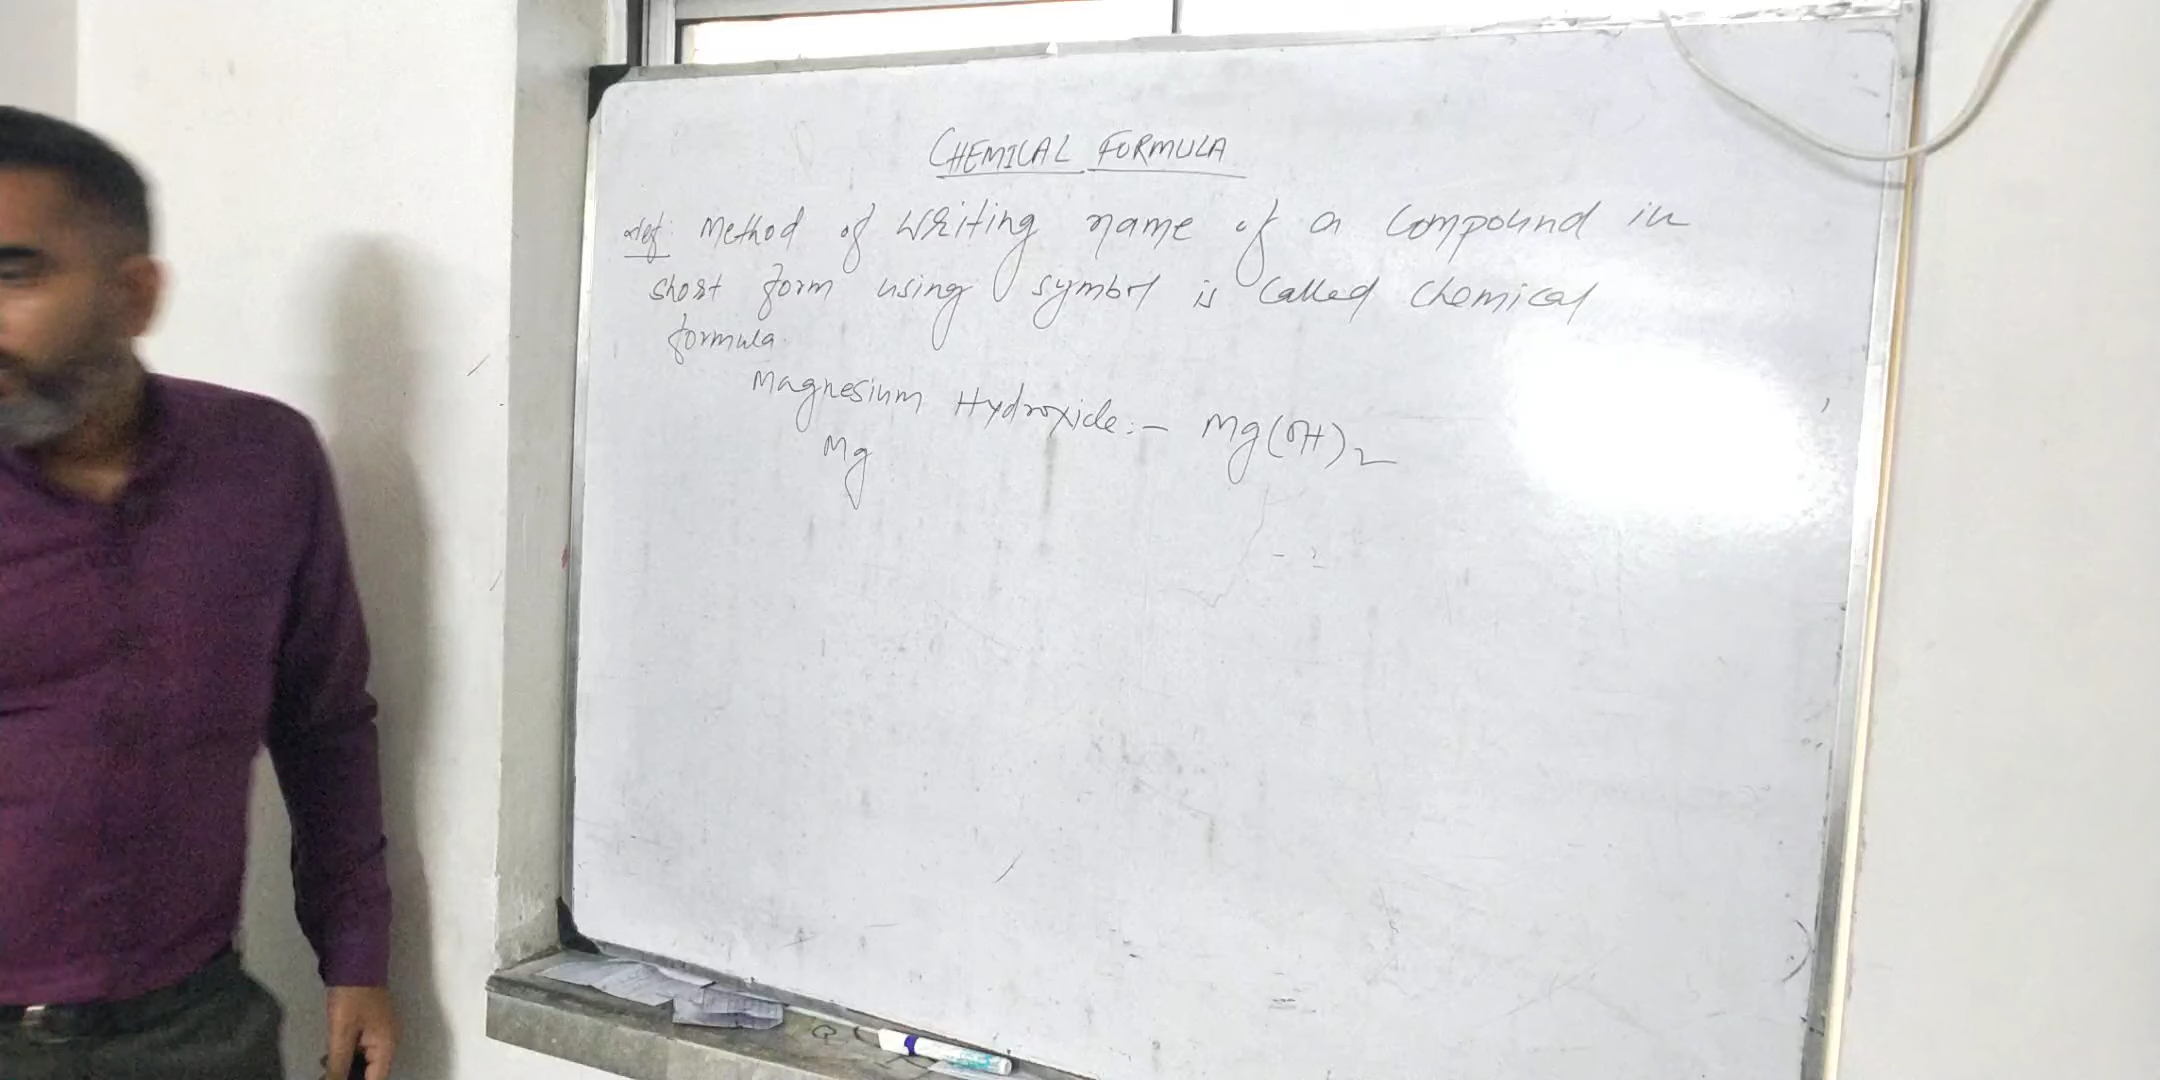 CHEMICAL FORMULA
def: Method of writing name of a compound in
short form using symbol is called chemical
formula.
Magnesium Hydroxide:- Mg(OH)2
Mg